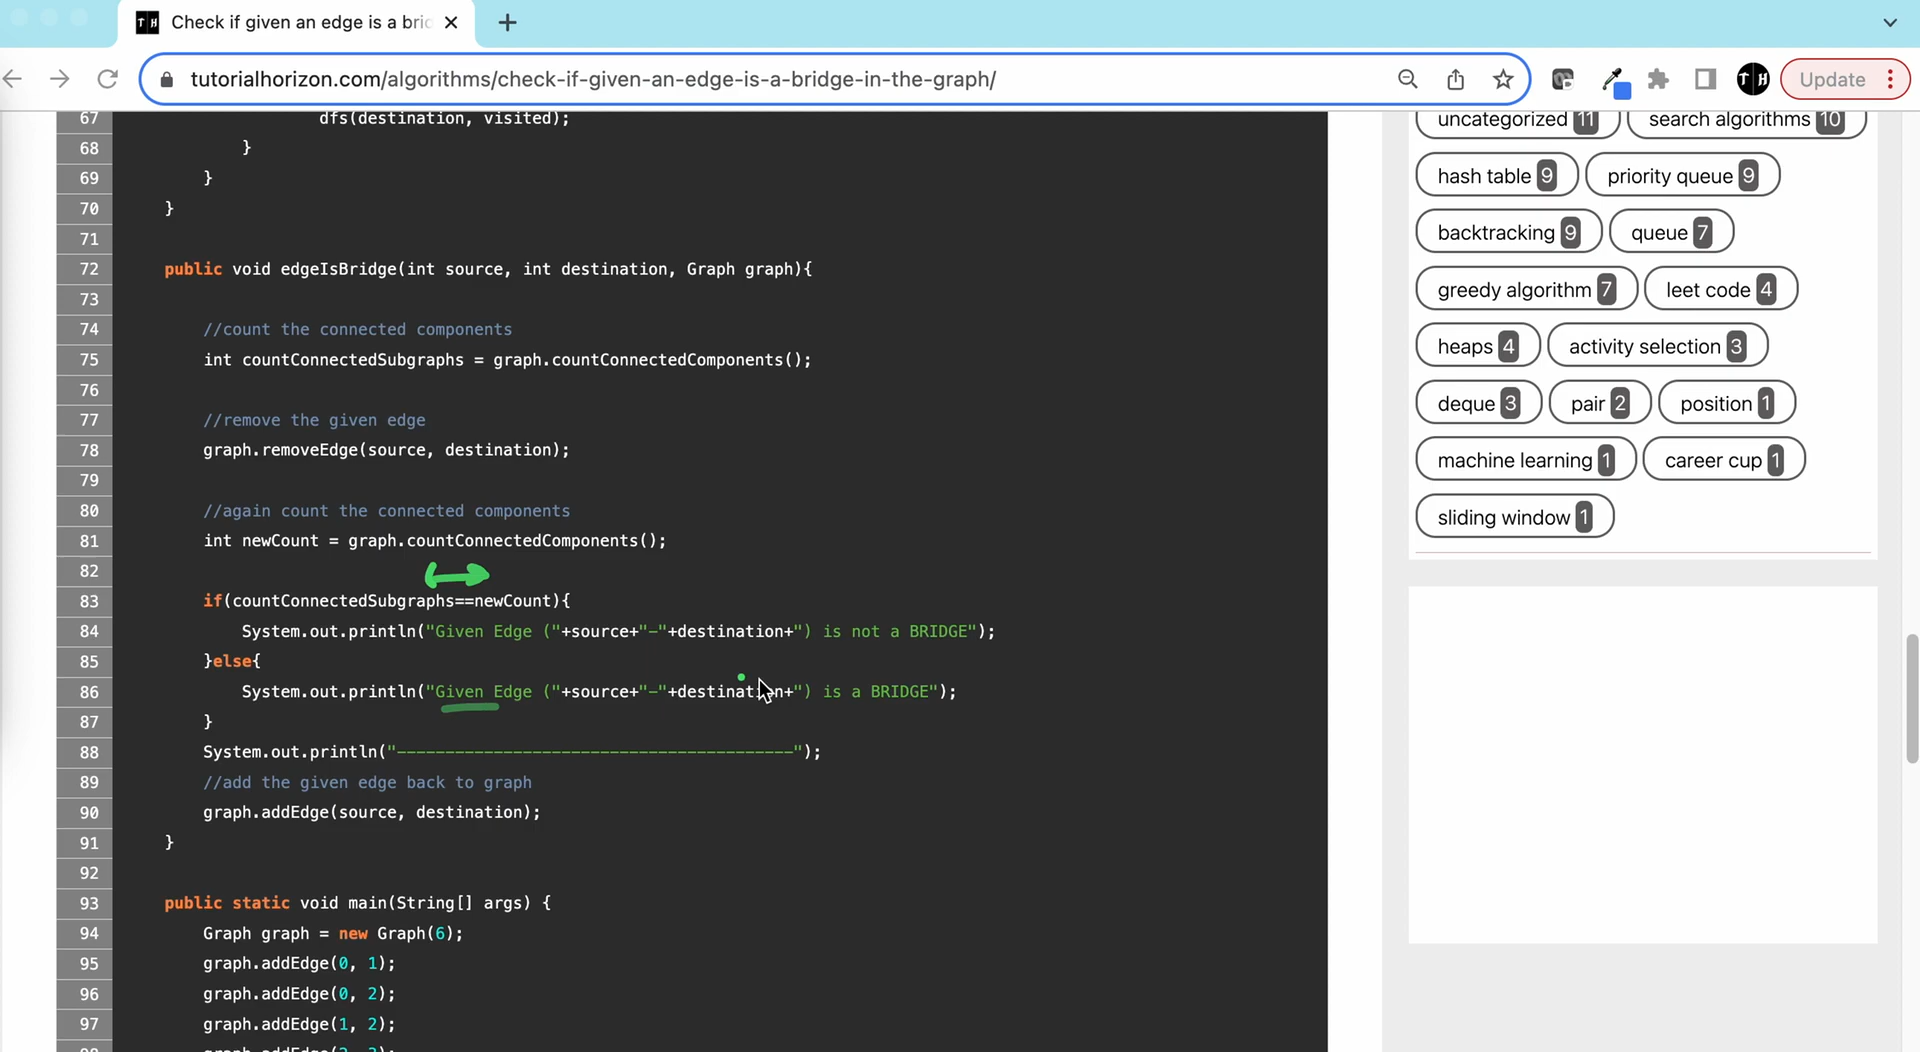 TH Check if given an edge is a bric
tutorialhorizon.com/algorithms/check-if-given-an-edge-is-a-bridge-in-the-graph/
TH
Update
67 dfs(destination, visited);
68 }
69 }
70 }
71
72 public void edgeIsBridge(int source, int destination, Graph graph){
73
74 //count the connected components
75 int countConnectedSubgraphs = graph.countConnectedComponents();
76
77 //remove the given edge
78 graph.removeEdge(source, destination);
79
80 //again count the connected components
81 int newCount = graph.countConnectedComponents();
82
83 if(countConnectedSubgraphs==newCount){
84 System.out.println("Given Edge ("+source+"-"+destination+") is not a BRIDGE");
85 }else{
86 System.out.println("Given Edge ("+source+"-"+destination+") is a BRIDGE");
87 }
88 System.out.println("-----------------------------------------");
89 //add the given edge back to graph
90 graph.addEdge(source, destination);
91 }
92
93 public static void main(String[] args) {
94 Graph graph = new Graph(6);
95 graph.addEdge(0, 1);
96 graph.addEdge(0, 2);
97 graph.addEdge(1, 2);
uncategorized 11 search algorithms 10
hash table 9 priority queue 9
backtracking 9 queue 7
greedy algorithm 7 leet code 4
heaps 4 activity selection 3
deque 3 pair 2 position 1
machine learning 1 career cup 1
sliding window 1